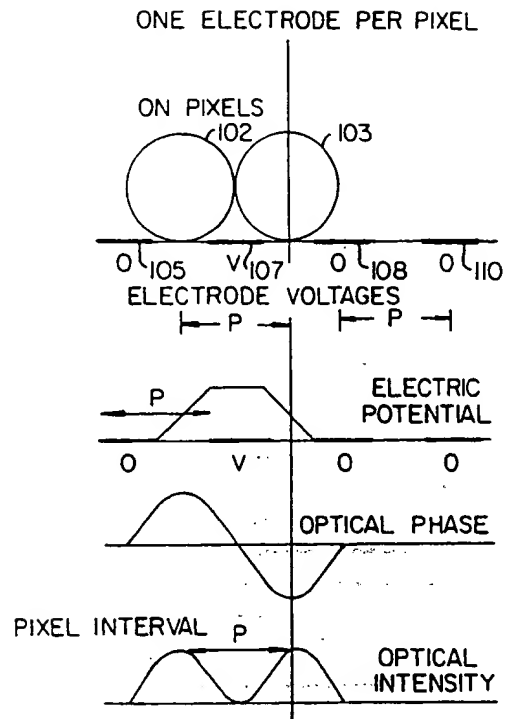 ONE ELECTRODE PER PIXEL
ON PIXELS
102 103
0 105 V 107 0 108 0 110
ELECTRODE VOLTAGES
P P
P ELECTRIC
POTENTIAL
0 V 0 0
OPTICAL PHASE
PIXEL INTERVAL P
OPTICAL
INTENSITY